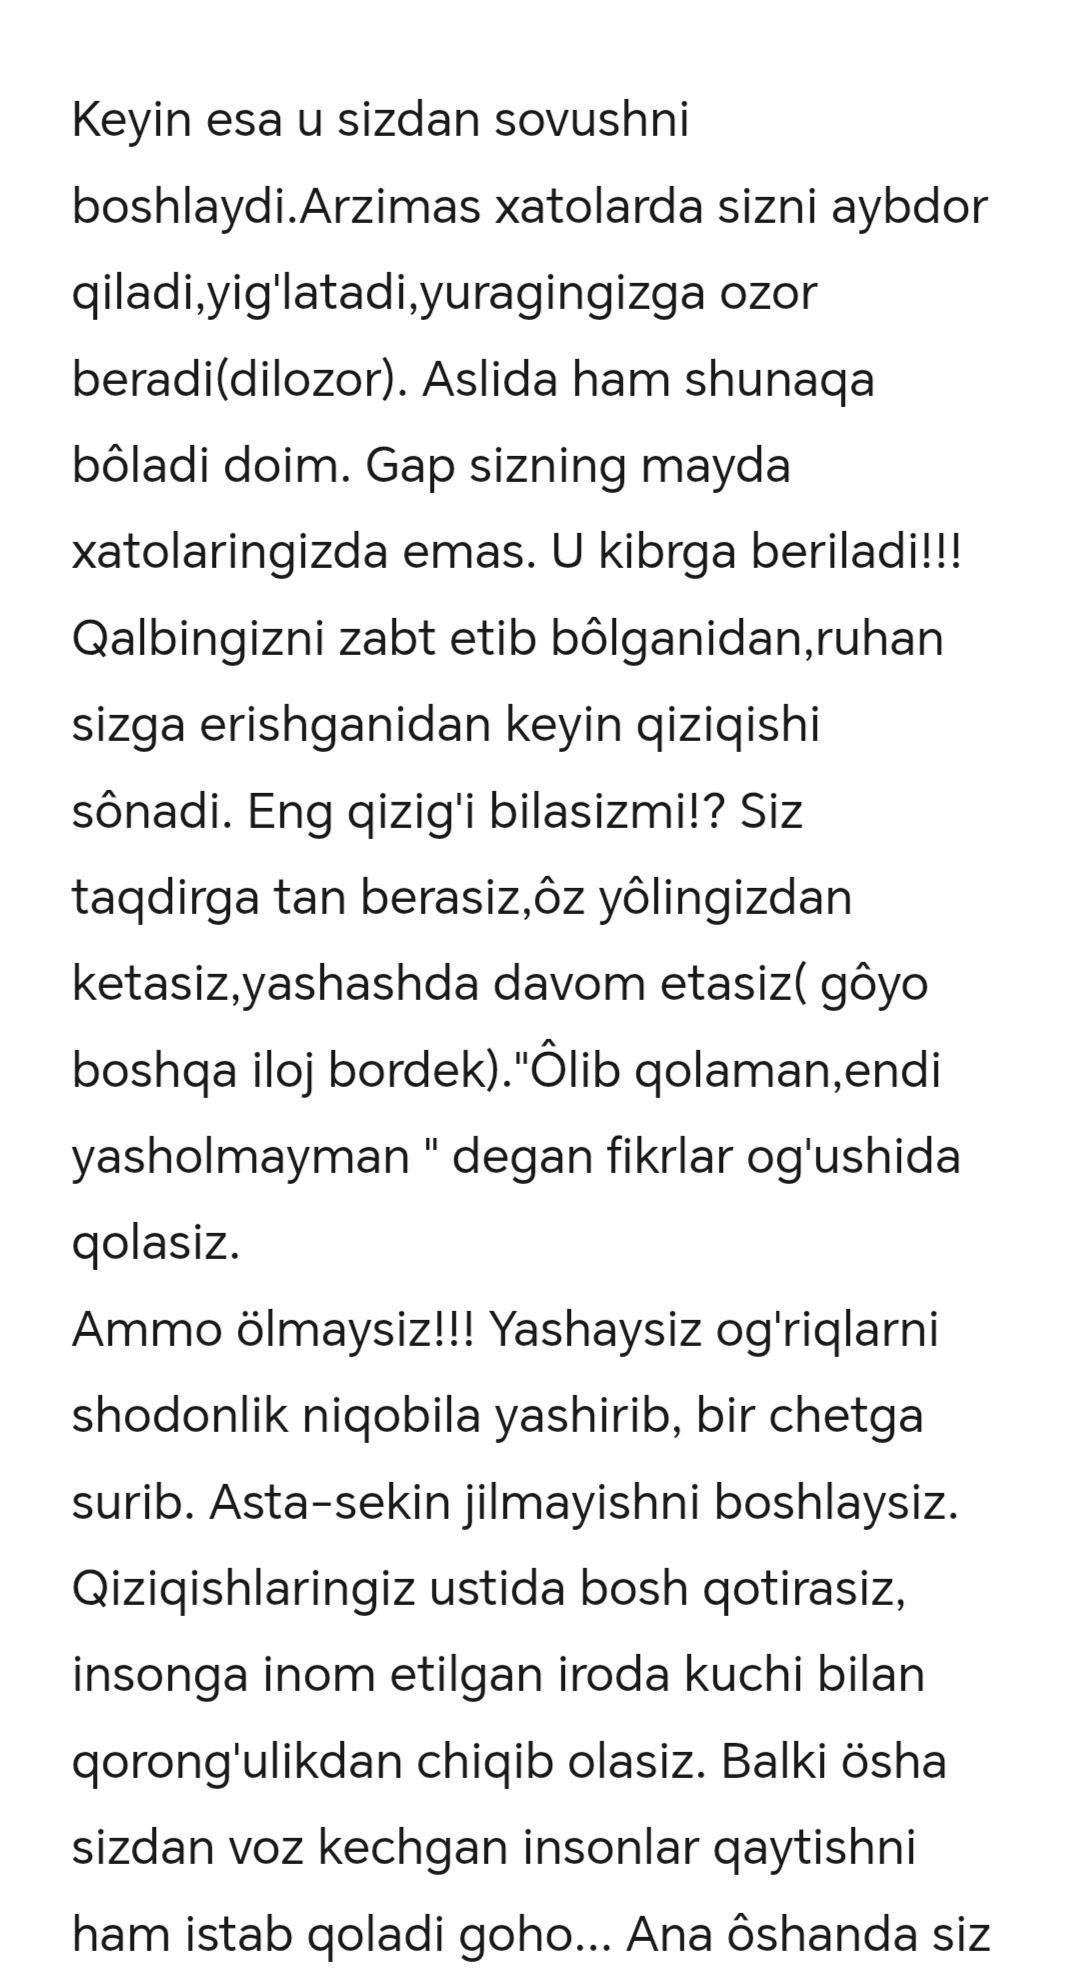 Keyin esa u sizdan sovushni
boshlaydi.Arzimas xatolarda sizni aybdor
qiladi,yig'latadi,yuragingizga ozor
beradi(dilozor). Aslida ham shunaqa
bôladi doim. Gap sizning mayda
xatolaringizda emas. U kibrga beriladi!!!
Qalbingizni zabt etib bôlganidan,ruhan
sizga erishganidan keyin qiziqishi
sônadi. Eng qizig'i bilasizmi!? Siz
taqdirga tan berasiz,ôz yôlingizdan
ketasiz,yashashda davom etasiz( gôyo
boshqa iloj bordek)."Ôlib qolaman,endi
yasholmayman " degan fikrlar og'ushida
qolasiz.
Ammo ölmaysiz!!! Yashaysiz og'riqlarni
shodonlik niqobila yashirib, bir chetga
surib. Asta-sekin jilmayishni boshlaysiz.
Qiziqishlaringiz ustida bosh qotirasiz,
insonga inom etilgan iroda kuchi bilan
qorong'ulikdan chiqib olasiz. Balki ösha
sizdan voz kechgan insonlar qaytishni
ham istab qoladi goho... Ana ôshanda siz